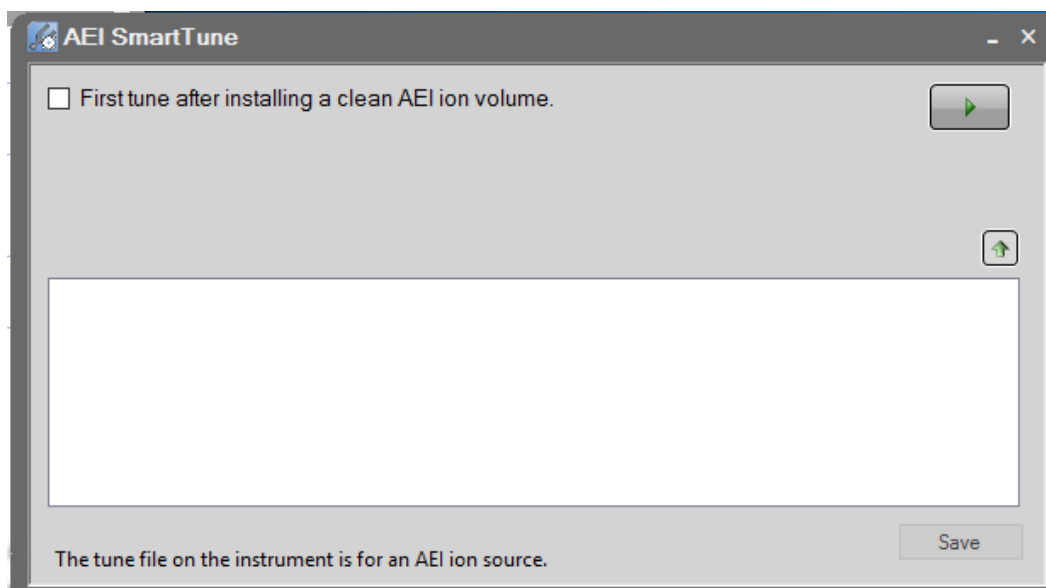 AEI SmartTune
First tune after installing a clean AEI ion volume.
Save
The tune file on the instrument is for an AEI ion source.